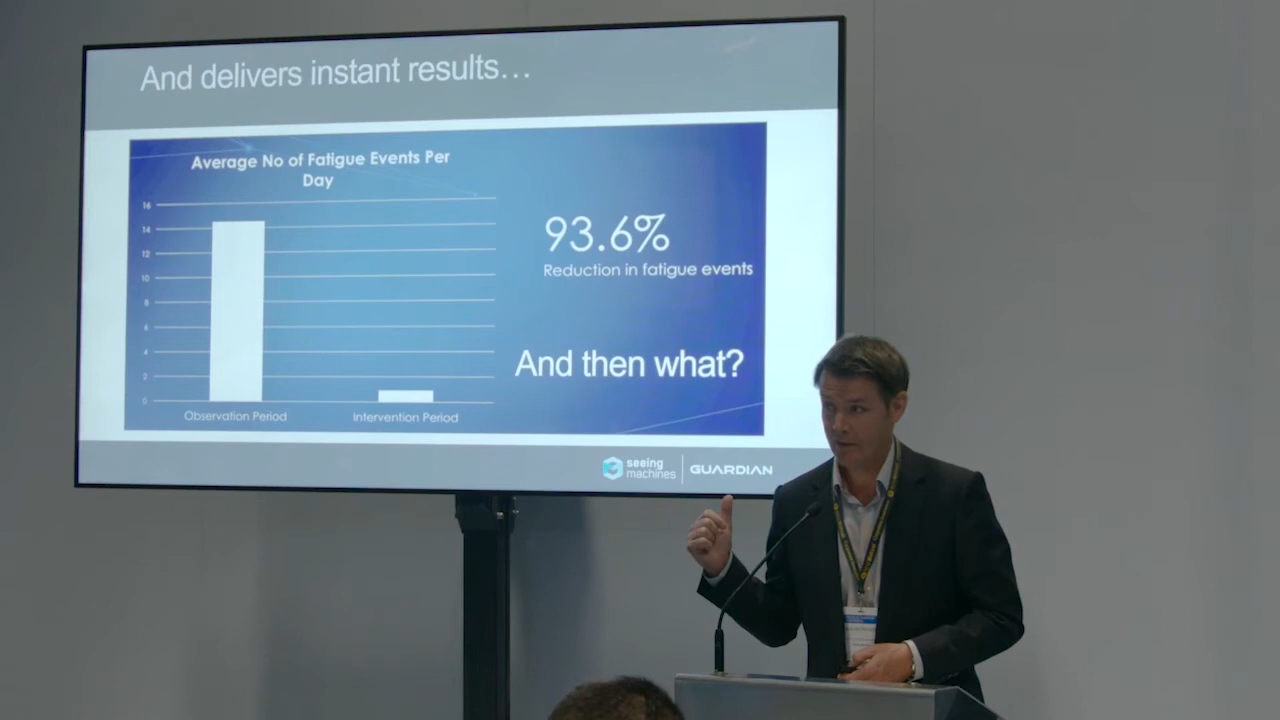 And delivers instant results...
Average No of Fatigue Events Per
Day
16
14
12
10
8
6
4
2
0
Observation Period
Intervention Period
93.6%
Reduction in fatigue events
And then what?
seeing
machines
GUARDIAN